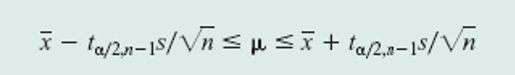 x̅ − t_{α/2,n−1}s/√n ≤ μ ≤ x̅ + t_{α/2,n−1}s/√n